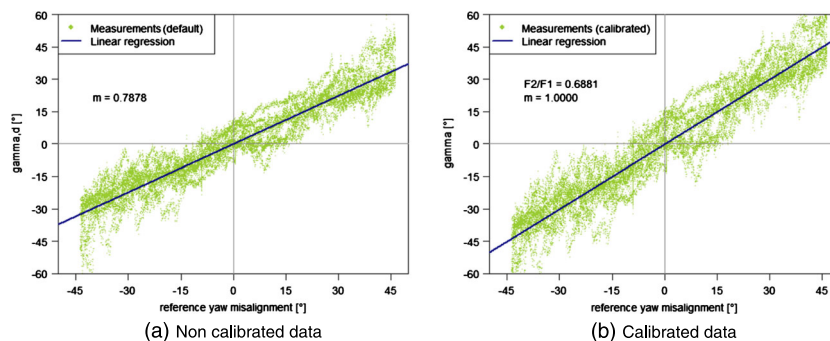 60
45
30
15
0
-15
-30
-45
-60
gamma,d [°]
Measurements (default)
Linear regression
m = 0.7878
-45 -30 -15 0 15 30 45
reference yaw misalignment [°]
(a) Non calibrated data
60
45
30
15
0
-15
-30
-45
-60
gamma [°]
Measurements (calibrated)
Linear regression
F2/F1 = 0.6881
m = 1.0000
-45 -30 -15 0 15 30 45
reference yaw misalignment [°]
(b) Calibrated data